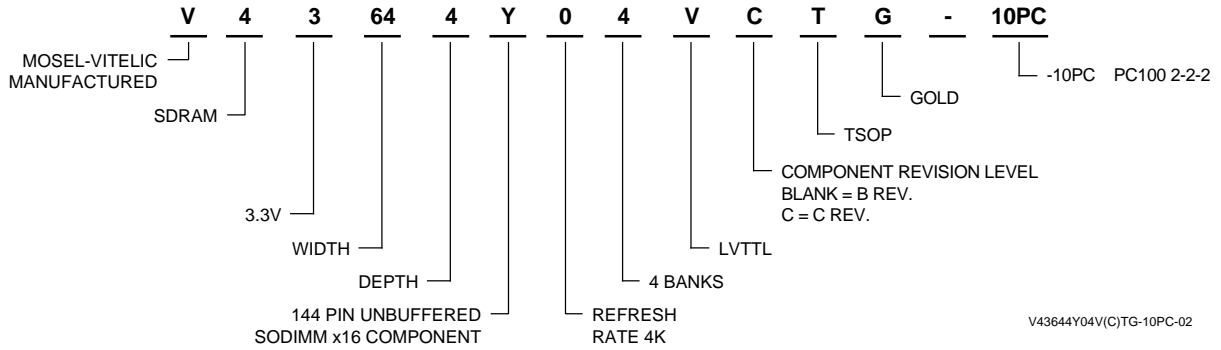 V 4 3 64 4 Y 0 4 V C T G - 10PC
MOSEL-VITELIC
MANUFACTURED
-10PC PC100 2-2-2
GOLD
SDRAM
TSOP
COMPONENT REVISION LEVEL
BLANK = B REV.
C = C REV.
3.3V
WIDTH
LVTTL
DEPTH
4 BANKS
144 PIN UNBUFFERED
SODIMM x16 COMPONENT
REFRESH
RATE 4K
V43644Y04V(C)TG-10PC-02